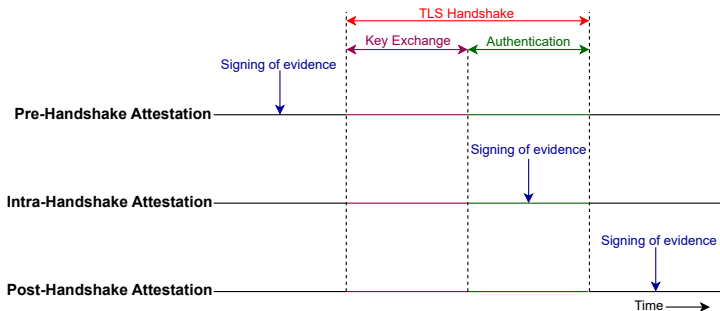 TLS Handshake
Key Exchange
Authentication
Signing of evidence
Pre-Handshake Attestation
Signing of evidence
Intra-Handshake Attestation
Signing of evidence
Post-Handshake Attestation
Time